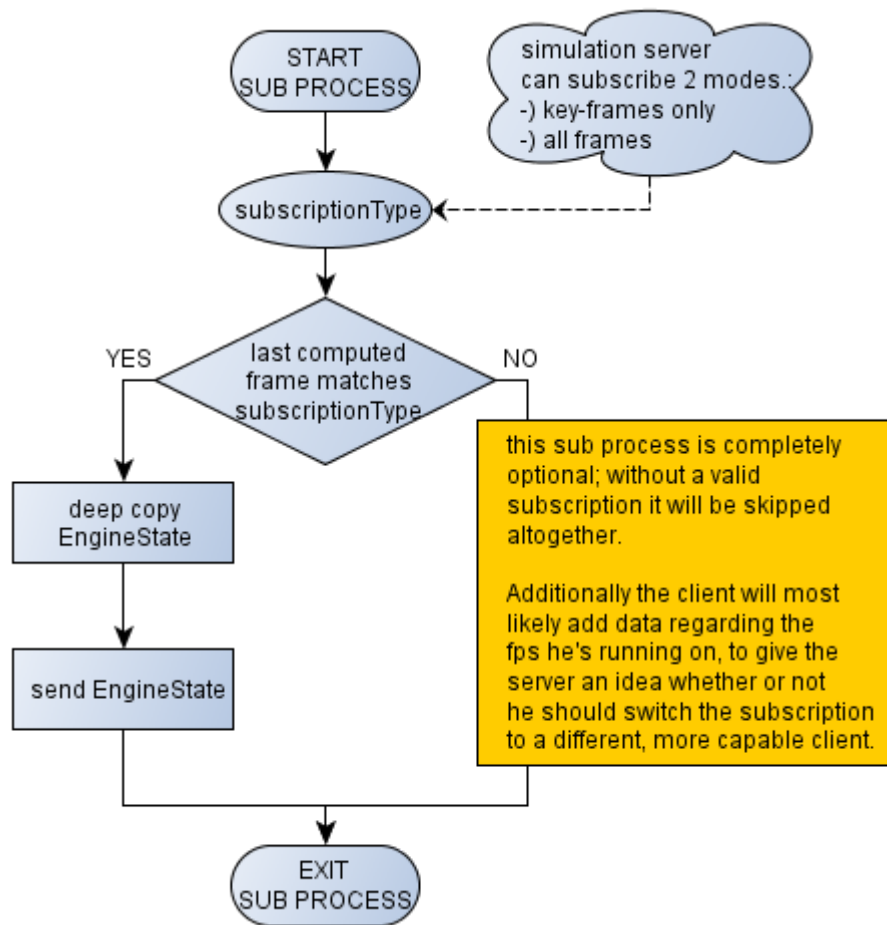 START
SUB PROCESS
simulation server
can subscribe 2 modes.:
-) key-frames only
-) all frames
subscriptionType
last computed
frame matches
subscriptionType
YES
NO
deep copy
EngineState
send EngineState
this sub process is completely
optional; without a valid
subscription it will be skipped
altogether.
Additionally the client will most
likely add data regarding the
fps he's running on, to give the
server an idea whether or not
he should switch the subscription
to a different, more capable client.
EXIT
SUB PROCESS